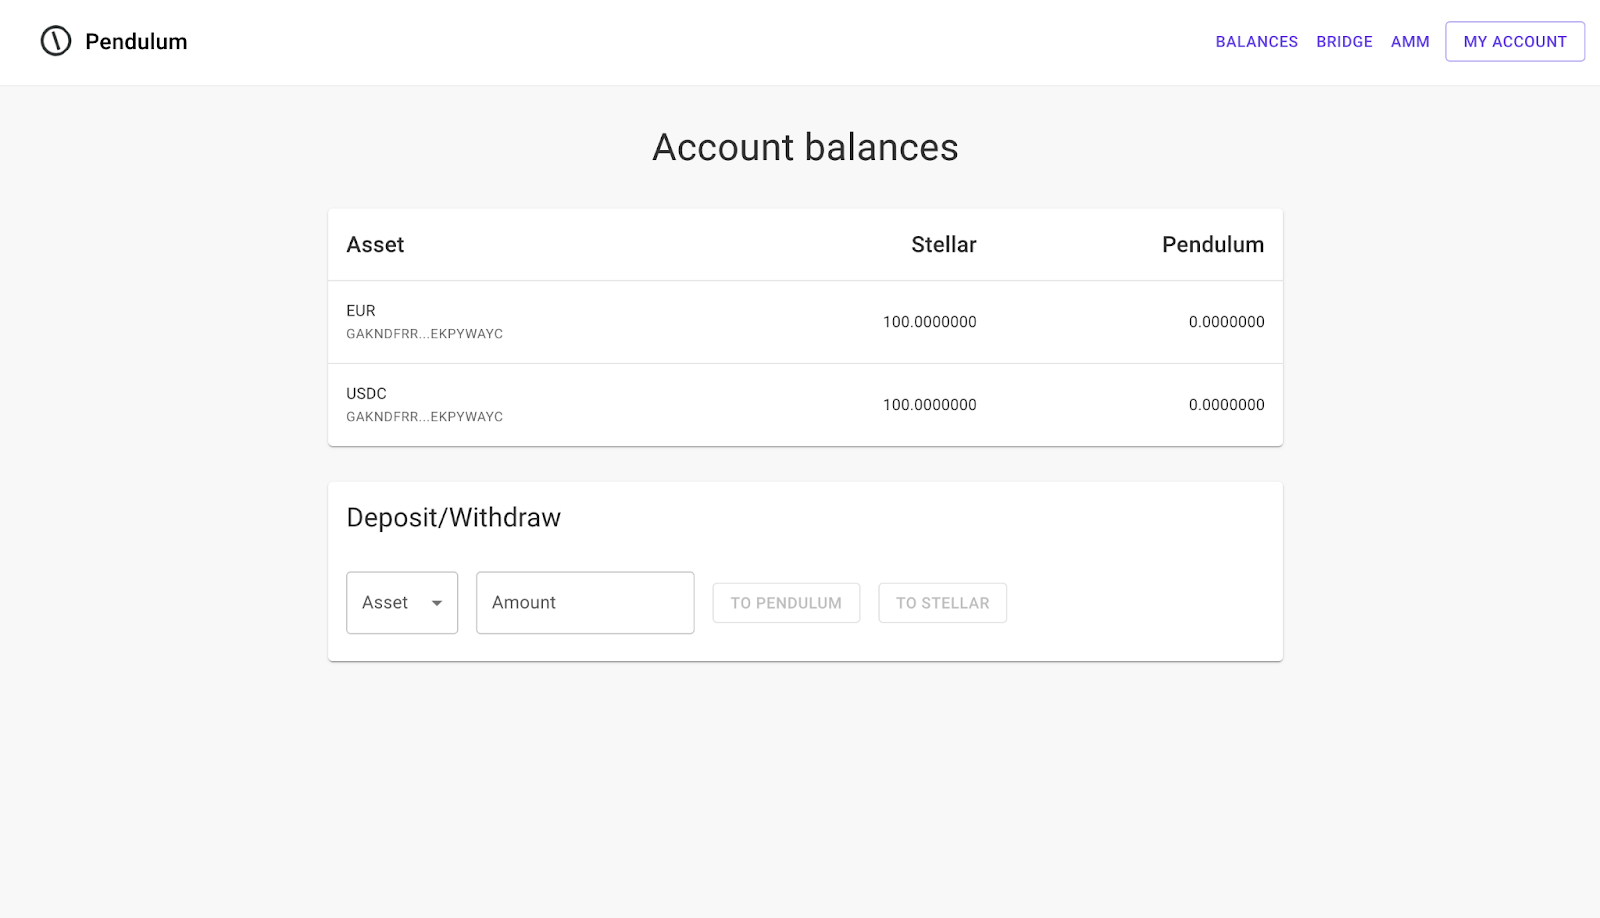 Pendulum
BALANCES BRIDGE AMM MY ACCOUNT
Account balances
Asset Stellar Pendulum
EUR
GAKNDFRR...EKPYWAYC
100.0000000 0.0000000
USDC
GAKNDFRR...EKPYWAYC
100.0000000 0.0000000
Deposit/Withdraw
Asset Amount TO PENDULUM TO STELLAR